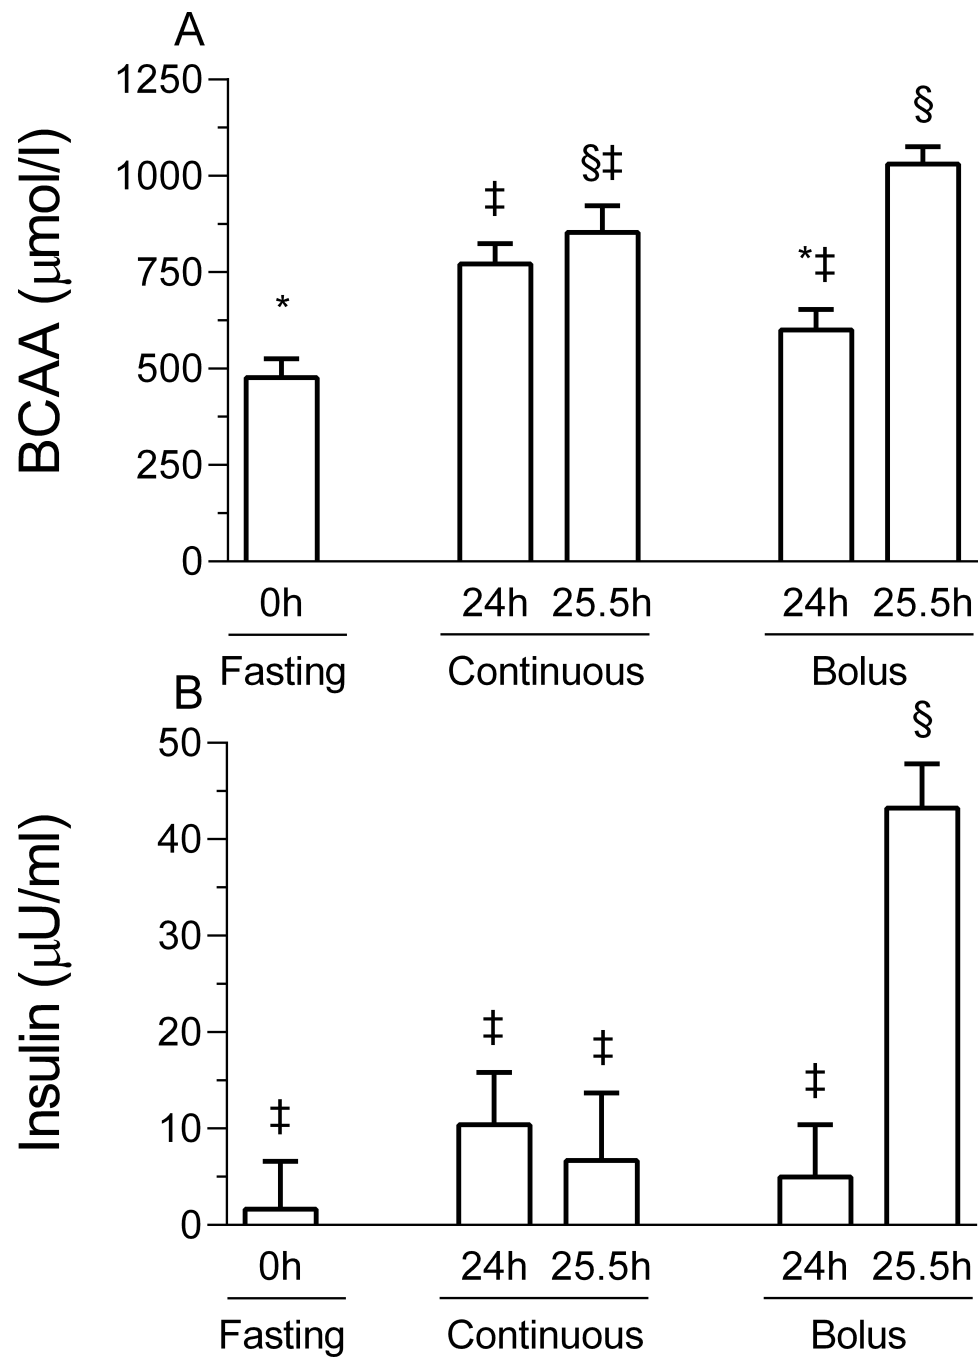 A
BCAA (μmol/l)
1250
1000
750
500
250
0
*
‡
§‡
*‡
§
0h 24h 25.5h 24h 25.5h
Fasting Continuous Bolus
B
Insulin (μU/ml)
50
40
30
20
10
0
‡
‡
‡
‡
§
0h 24h 25.5h 24h 25.5h
Fasting Continuous Bolus